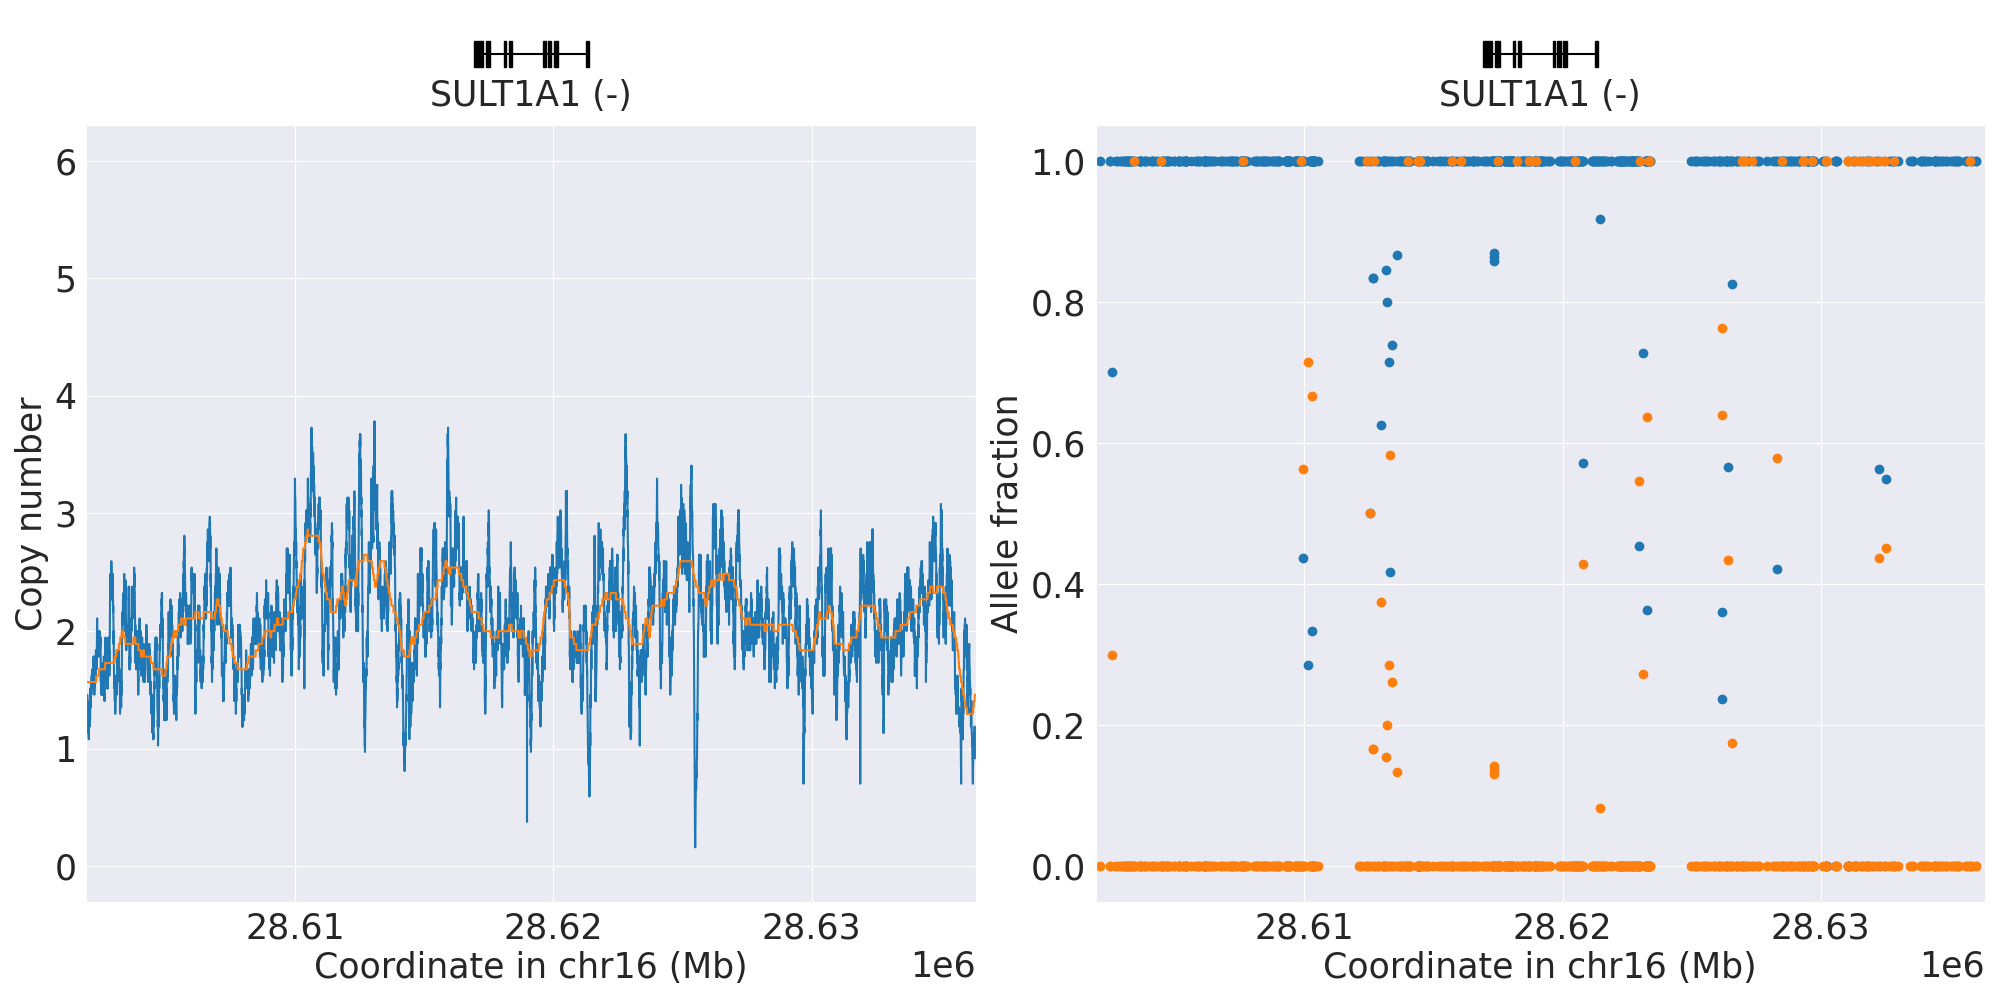 SULT1A1 (-)
6
5
4
3
2
1
0
Copy number
28.61
28.62
28.63
Coordinate in chr16 (Mb)
1e6
SULT1A1 (-)
1.0
0.8
0.6
0.4
0.2
0.0
Allele fraction
28.61
28.62
28.63
Coordinate in chr16 (Mb)
1e6